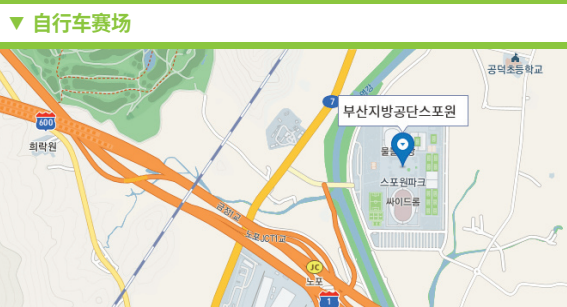 ▼ 自行车赛场
공덕초등학교
7
부산지방공단스포원
600
희락원
스포원파크
싸이드롬
노포JCT1교
JC
노포
1